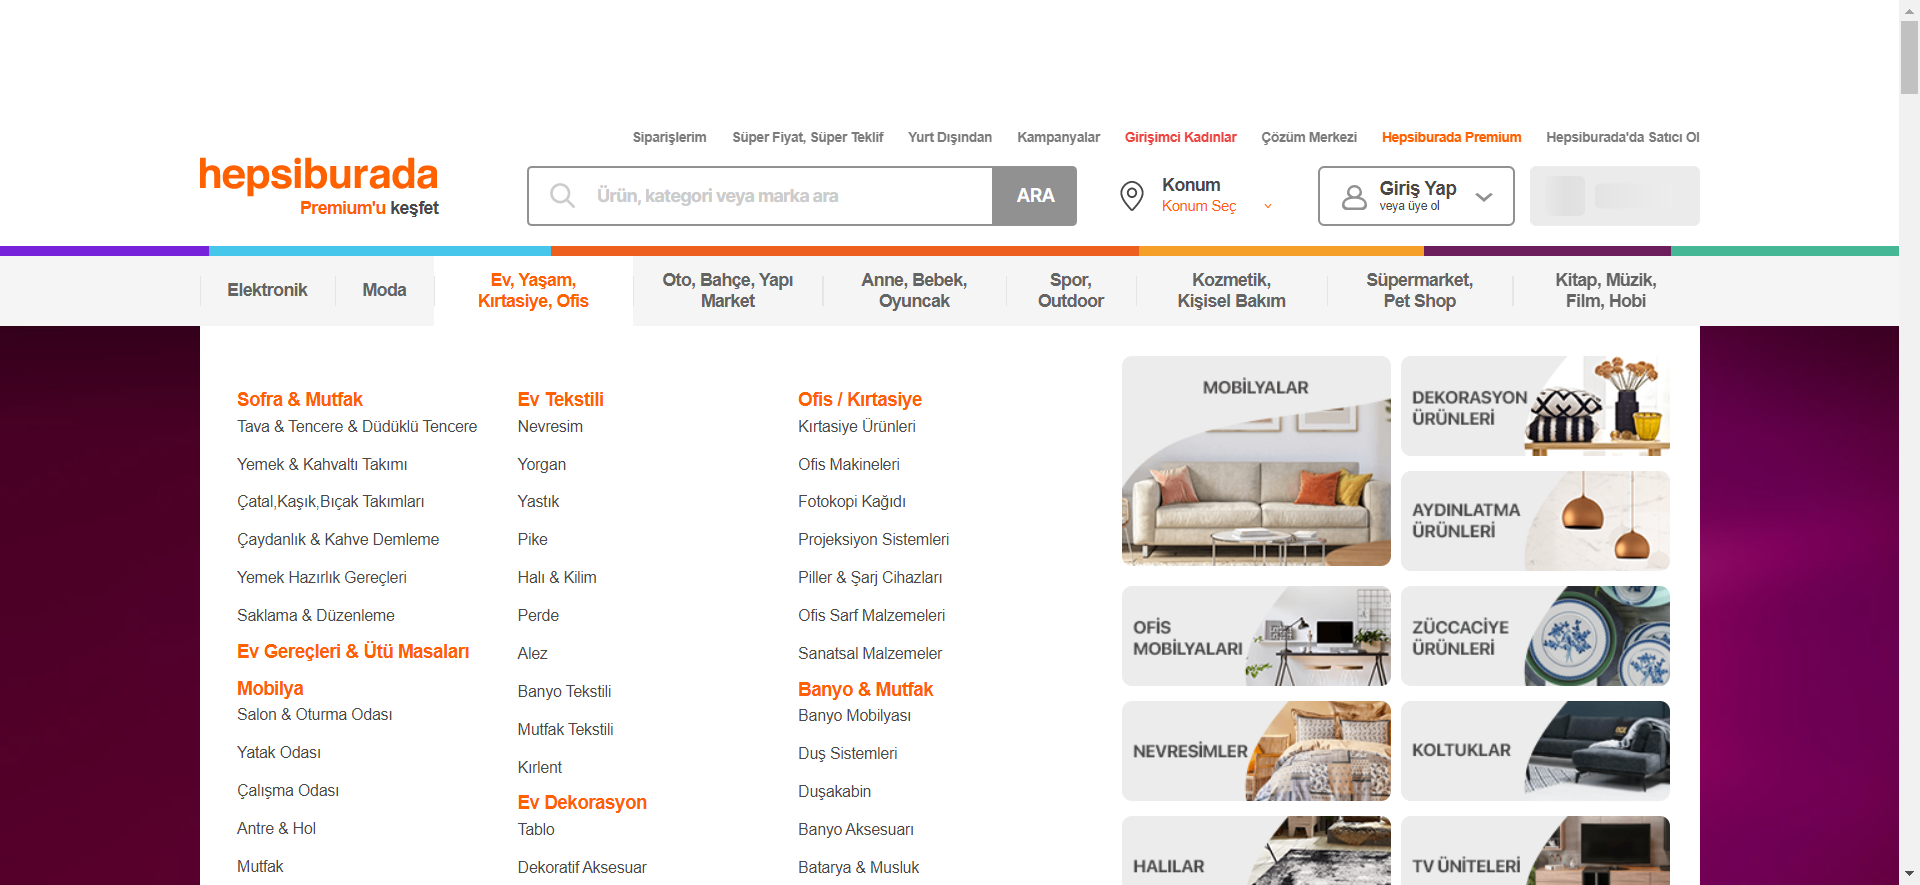 Siparişlerim
Süper Fiyat, Süper Teklif
Yurt Dışından
Kampanyalar
Girişimci Kadınlar
Çözüm Merkezi
Hepsiburada Premium
Hepsiburada'da Satıcı Ol
hepsiburada
Premium'u keşfet
Ürün, kategori veya marka ara
ARA
Konum
Konum Seç
Giriş Yap
veya üye ol
Elektronik
Moda
Ev, Yaşam,
Kırtasiye, Ofis
Oto, Bahçe, Yapı
Market
Anne, Bebek,
Oyuncak
Spor,
Outdoor
Kozmetik,
Kişisel Bakım
Süpermarket,
Pet Shop
Kitap, Müzik,
Film, Hobi
Sofra & Mutfak
Tava & Tencere & Düdüklü Tencere
Yemek & Kahvaltı Takımı
Çatal,Kaşık,Bıçak Takımları
Çaydanlık & Kahve Demleme
Yemek Hazırlık Gereçleri
Saklama & Düzenleme
Ev Gereçleri & Ütü Masaları
Mobilya
Salon & Oturma Odası
Yatak Odası
Çalışma Odası
Antre & Hol
Mutfak
Ev Tekstili
Nevresim
Yorgan
Yastık
Pike
Halı & Kilim
Perde
Alez
Banyo Tekstili
Mutfak Tekstili
Kırlent
Ev Dekorasyon
Tablo
Dekoratif Aksesuar
Ofis / Kırtasiye
Kırtasiye Ürünleri
Ofis Makineleri
Fotokopi Kağıdı
Projeksiyon Sistemleri
Piller & Şarj Cihazları
Ofis Sarf Malzemeleri
Sanatsal Malzemeler
Banyo & Mutfak
Banyo Mobilyası
Duş Sistemleri
Duşakabin
Banyo Aksesuarı
Batarya & Musluk
MOBİLYALAR
DEKORASYON
ÜRÜNLERİ
AYDINLATMA
ÜRÜNLERİ
OFİS
MOBİLYALARI
ZÜCCACİYE
ÜRÜNLERİ
NEVRESİMLER
KOLTUKLAR
HALILAR
TV ÜNİTELERİ